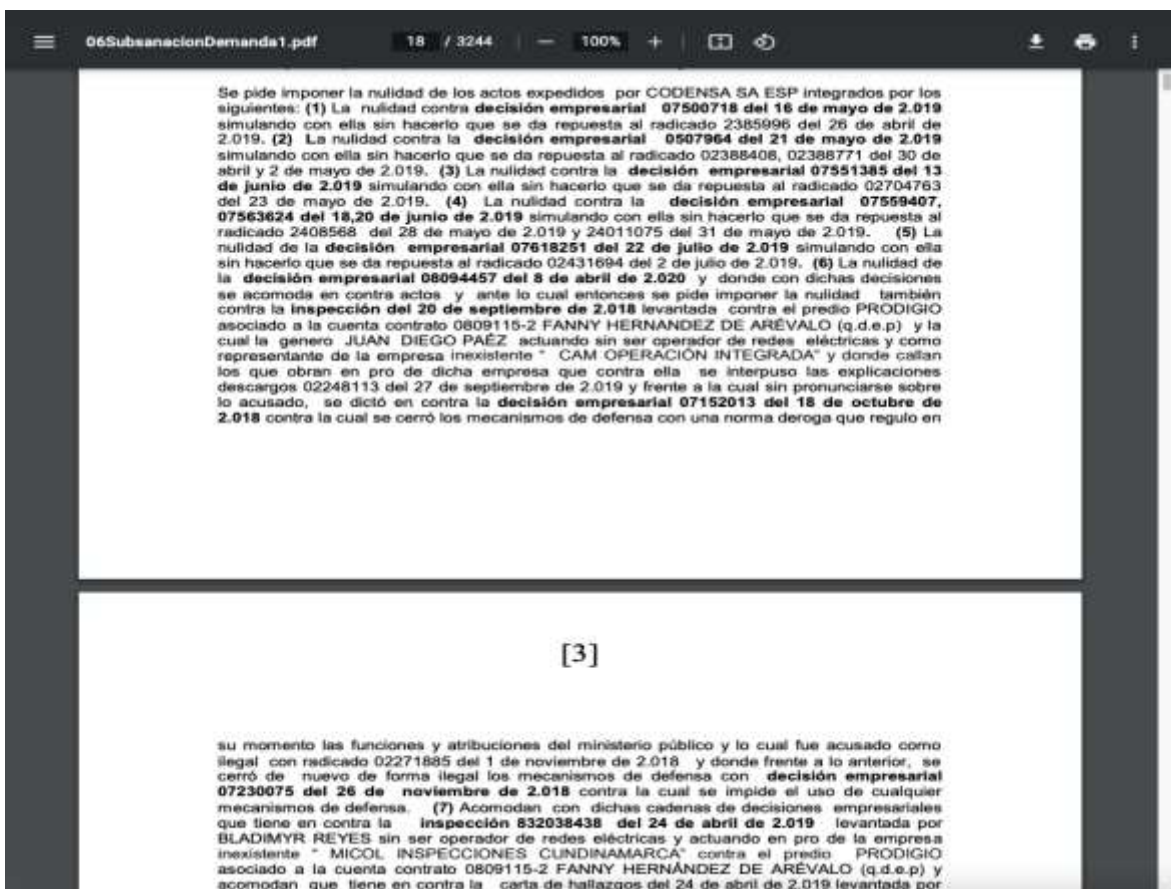 06SubsanacionDemanda1.pdf
18 / 3244
100%
Se pide imponer la nulidad de los actos expedidos por CODENSA SA ESP integrados por los
siguientes: (1) La nulidad contra decisión empresarial 07500718 del 16 de mayo de 2.019
simulando con ella sin hacerlo que se da repuesta al radicado 2385996 del 26 de abril de
2.019. (2) La nulidad contra la decisión empresarial 0507964 del 21 de mayo de 2.019
simulando con ella sin hacerlo que se da repuesta al radicado 02388408, 02388771 del 30 de
abril y 2 de mayo de 2.019. (3) La nulidad contra la decisión empresarial 07551385 del 13
de junio de 2.019 simulando con ella sin hacerlo que se da repuesta al radicado 02704763
del 23 de mayo de 2.019. (4) La nulidad contra la decisión empresarial 07559407,
07563624 del 18,20 de junio de 2.019 simulando con ella sin hacerlo que se da repuesta al
radicado 2408568 del 28 de mayo de 2.019 y 24011075 del 31 de mayo de 2.019. (5) La
nulidad de la decisión empresarial 07618251 del 22 de julio de 2.019 simulando con ella
sin hacerlo que se da repuesta al radicado 02431694 del 2 de julio de 2.019. (6) La nulidad de
la decisión empresarial 08094457 del 8 de abril de 2.020 y donde con dichas decisiones
se acomoda en contra actos y ante lo cual entonces se pide imponer la nulidad también
contra la inspección del 20 de septiembre de 2.018 levantada contra el predio PRODIGIO
asociado a la cuenta contrato 0809115-2 FANNY HERNANDEZ DE ARÉVALO (q.d.e.p) y la
cual la genero JUAN DIEGO PAÉZ actuando sin ser operador de redes eléctricas y como
representante de la empresa inexistente " CAM OPERACIÓN INTEGRADA" y donde callan
los que obran en pro de dicha empresa que contra ella se interpuso las explicaciones
descargos 02248113 del 27 de septiembre de 2.019 y frente a la cual sin pronunciarse sobre
lo acusado, se dictó en contra la decisión empresarial 07152013 del 18 de octubre de
2.018 contra la cual se cerró los mecanismos de defensa con una norma deroga que regulo en
[3]
su momento las funciones y atribuciones del ministerio público y lo cual fue acusado como
ilegal con radicado 02271885 del 1 de noviembre de 2.018 y donde frente a lo anterior, se
cerró de nuevo de forma ilegal los mecanismos de defensa con decisión empresarial
07230075 del 26 de noviembre de 2.018 contra la cual se impide el uso de cualquier
mecanismos de defensa. (7) Acomodan con dichas cadenas de decisiones empresariales
que tiene en contra la inspección 832038438 del 24 de abril de 2.019 levantada por
BLADIMYR REYES sin ser operador de redes eléctricas y actuando en pro de la empresa
inexistente " MICOL INSPECCIONES CUNDINAMARCA" contra el predio PRODIGIO
asociado a la cuenta contrato 0809115-2 FANNY HERNÁNDEZ DE ARÉVALO (q.d.e.p) y
acomodan que tiene en contra la carta de hallazgos del 24 de abril de 2.019 levantada por